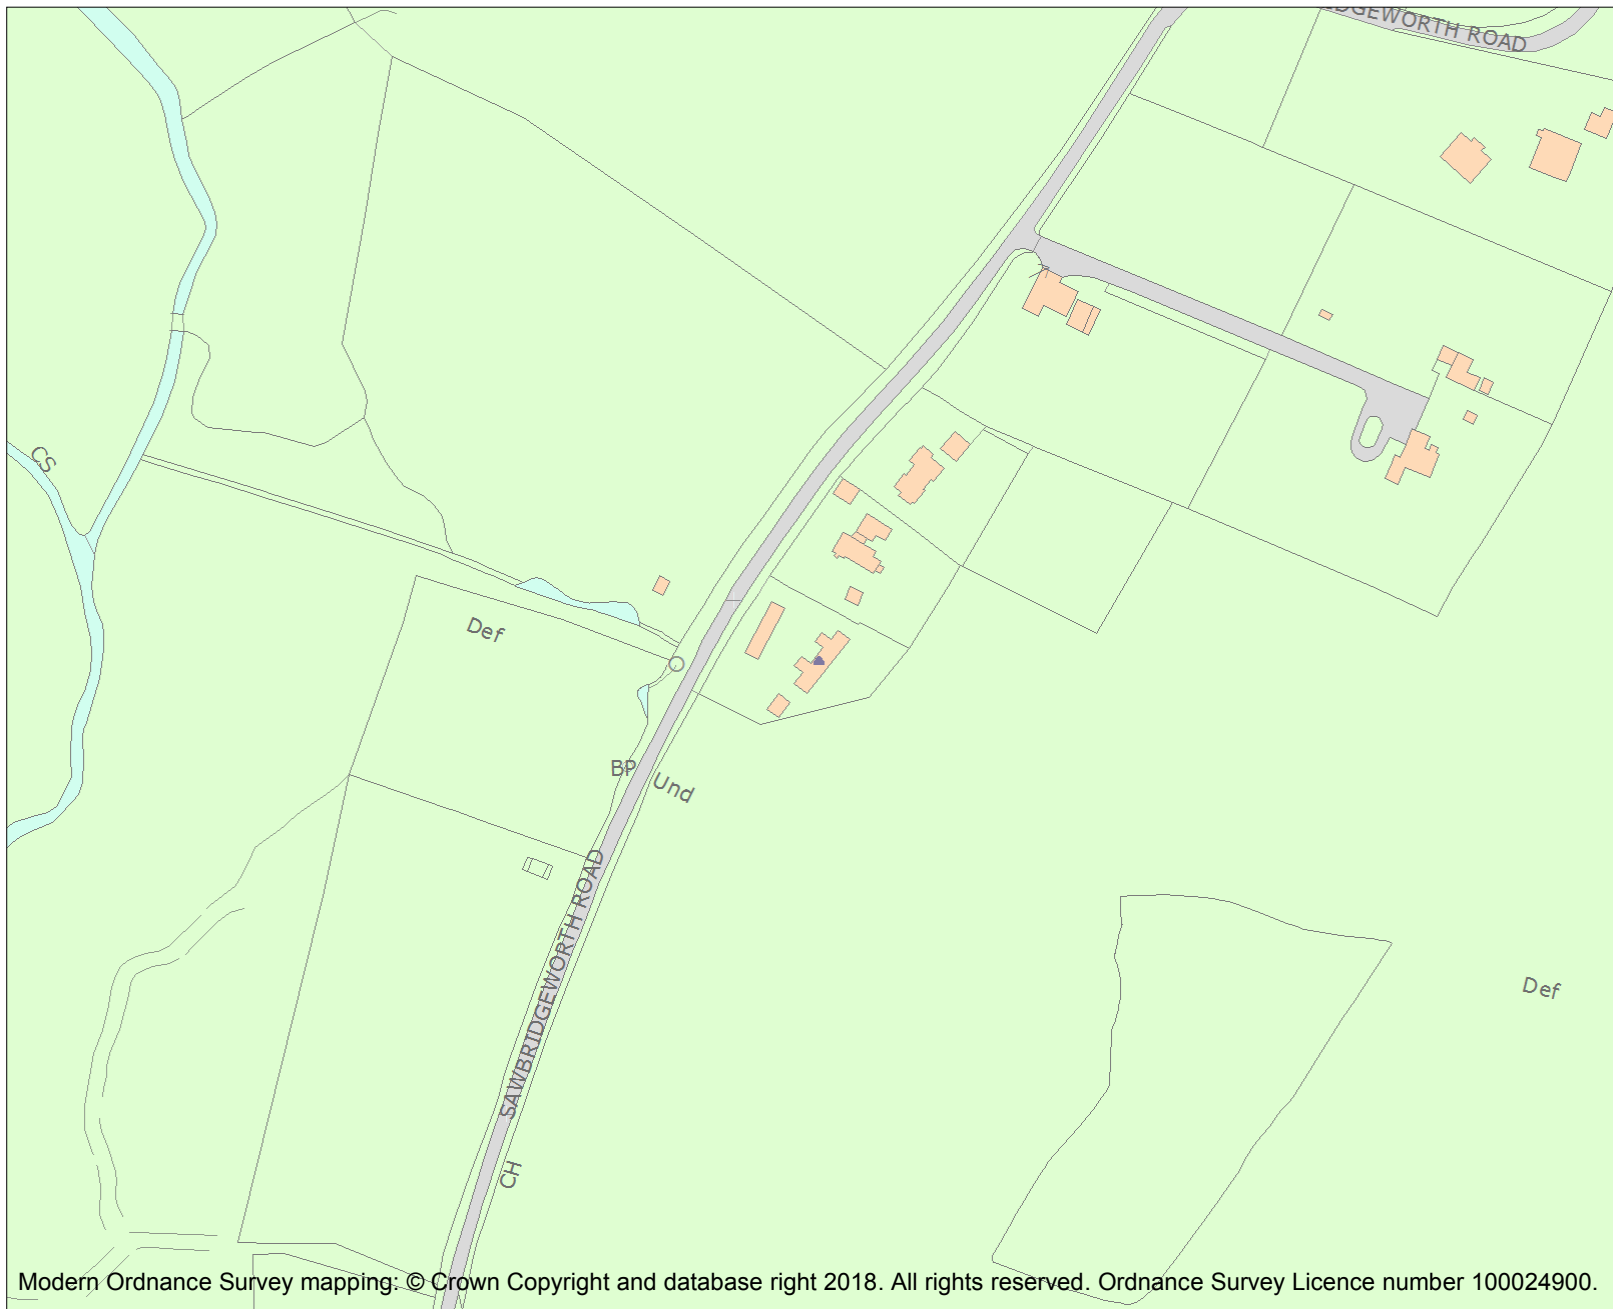 DGEWORTH ROAD
CS
Def
BP
Und
SAWBRIDGEWORTH ROAD
Def
CH
Modern Ordnance Survey mapping: © Crown Copyright and database right 2018. All rights reserved. Ordnance Survey Licence number 100024900.